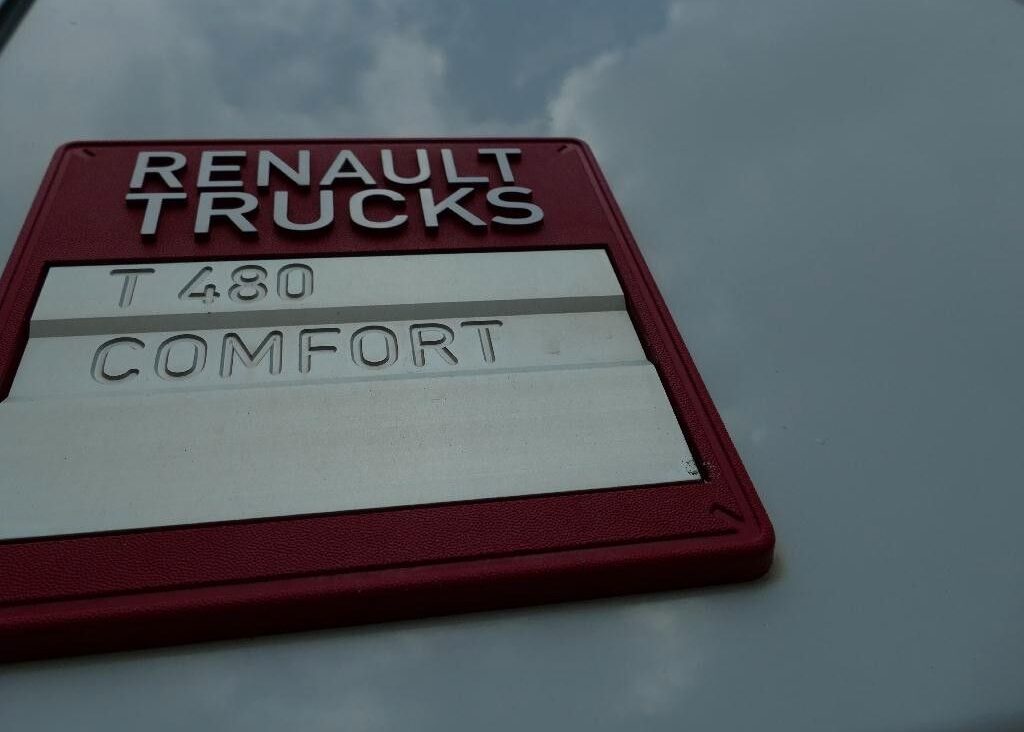 RENAULT
TRUCKS
T 480
COMFORT